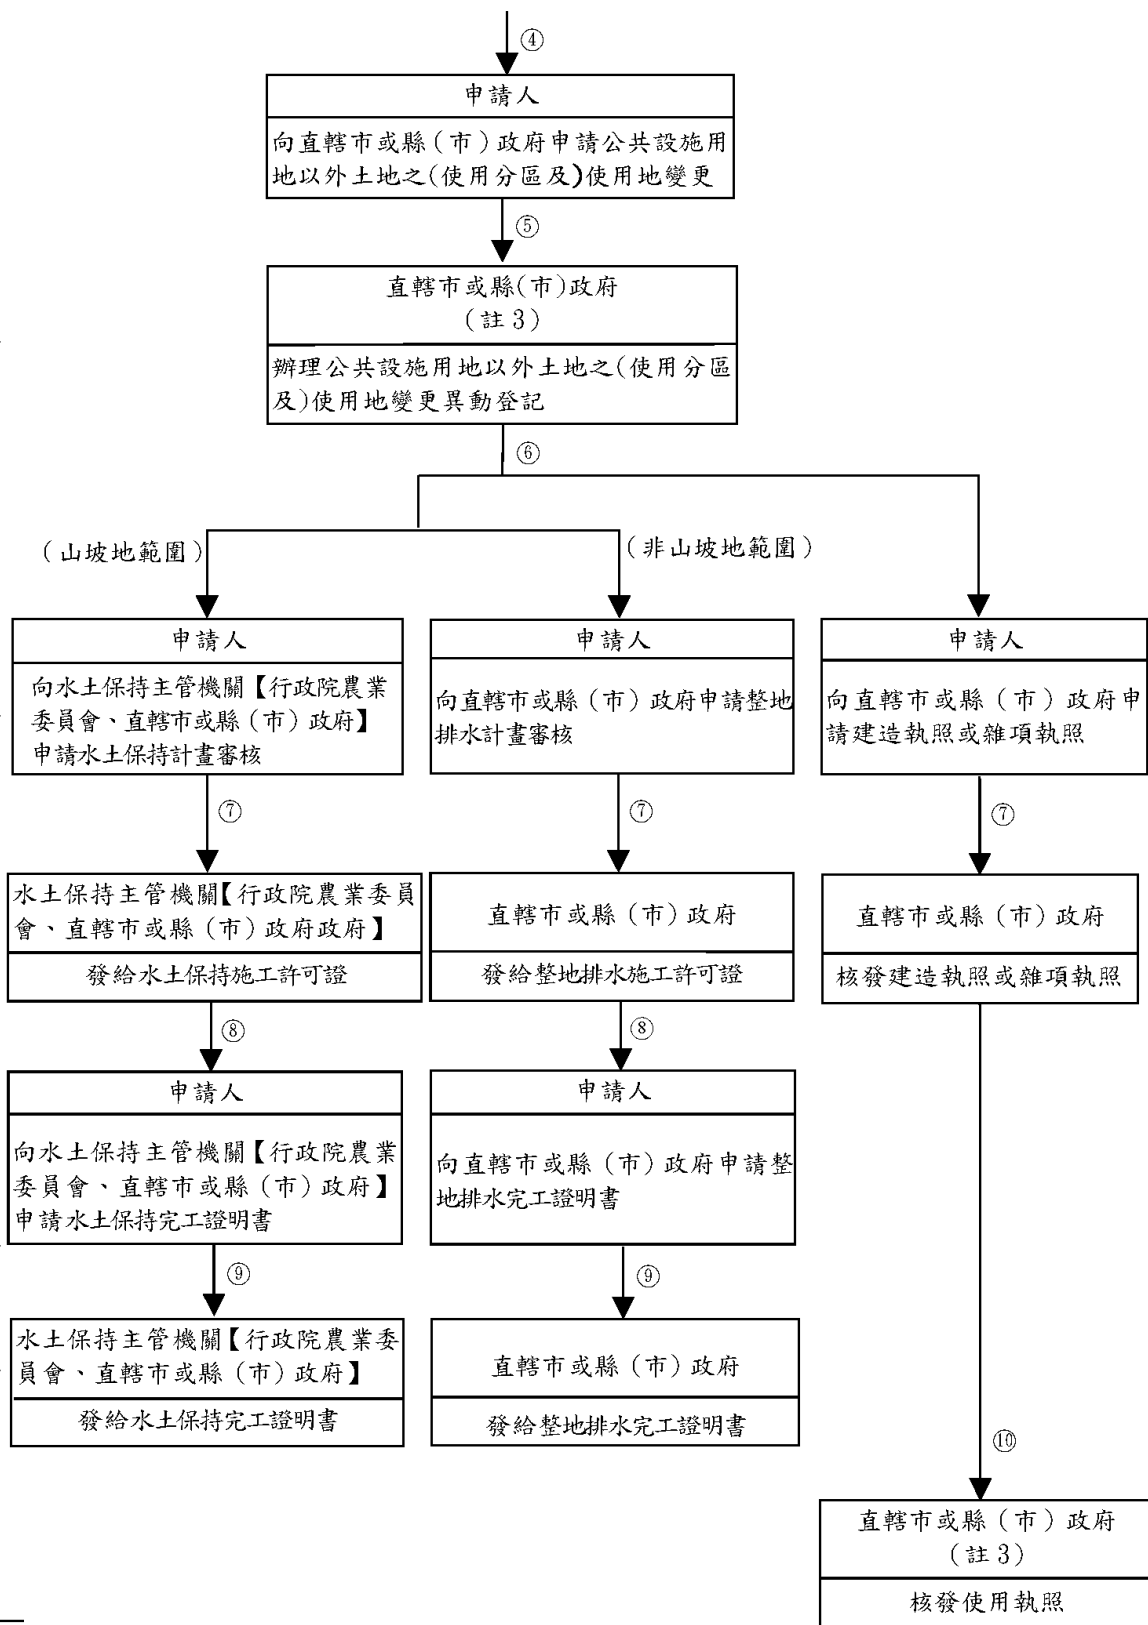 ④
申請人
向直轄市或縣（市）政府申請公共設施用
地以外土地之(使用分區及)使用地變更
⑤
直轄市或縣(市)政府
（註3）
辦理公共設施用地以外土地之(使用分區
及)使用地變更異動登記
⑥
（山坡地範圍）
（非山坡地範圍）
申請人
向水土保持主管機關【行政院農業
委員會、直轄市或縣（市）政府】
申請水土保持計畫審核
申請人
向直轄市或縣（市）政府申請整地
排水計畫審核
申請人
向直轄市或縣（市）政府申
請建造執照或雜項執照
⑦
⑦
⑦
水土保持主管機關【行政院農業委員
會、直轄市或縣（市）政府政府】
發給水土保持施工許可證
直轄市或縣（市）政府
發給整地排水施工許可證
直轄市或縣（市）政府
核發建造執照或雜項執照
⑧
⑧
申請人
向水土保持主管機關【行政院農業
委員會、直轄市或縣（市）政府】
申請水土保持完工證明書
申請人
向直轄市或縣（市）政府申請整
地排水完工證明書
⑨
⑨
水土保持主管機關【行政院農業委
員會、直轄市或縣（市）政府】
發給水土保持完工證明書
直轄市或縣（市）政府
發給整地排水完工證明書
⑩
直轄市或縣（市）政府
（註3）
核發使用執照